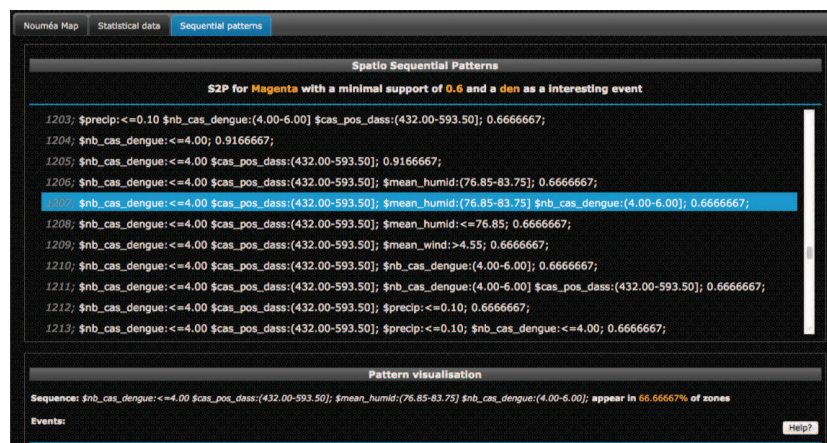 Nouméa Map Statistical data Sequential patterns
Spatio Sequential Patterns
S2P for Magenta with a minimal support of 0.6 and a den as a interesting event
1203; $precip:<=0.10 $nb_cas_dengue:(4.00-6.00] $cas_pos_dass:(432.00-593.50]; 0.6666667;
1204; $nb_cas_dengue:<=4.00; 0.9166667;
1205; $nb_cas_dengue:<=4.00 $cas_pos_dass:(432.00-593.50]; 0.9166667;
1206; $nb_cas_dengue:<=4.00 $cas_pos_dass:(432.00-593.50]; $mean_humid:(76.85-83.75]; 0.6666667;
1207; $nb_cas_dengue:<=4.00 $cas_pos_dass:(432.00-593.50]; $mean_humid:(76.85-83.75] $nb_cas_dengue:(4.00-6.00]; 0.6666667;
1208; $nb_cas_dengue:<=4.00 $cas_pos_dass:(432.00-593.50]; $mean_humid:<=76.85; 0.6666667;
1209; $nb_cas_dengue:<=4.00 $cas_pos_dass:(432.00-593.50]; $mean_wind:>4.55; 0.6666667;
1210; $nb_cas_dengue:<=4.00 $cas_pos_dass:(432.00-593.50]; $nb_cas_dengue:(4.00-6.00]; 0.6666667;
1211; $nb_cas_dengue:<=4.00 $cas_pos_dass:(432.00-593.50]; $nb_cas_dengue:(4.00-6.00] $cas_pos_dass:(432.00-593.50]; 0.6666667;
1212; $nb_cas_dengue:<=4.00 $cas_pos_dass:(432.00-593.50]; $precip:<=0.10; 0.6666667;
1213; $nb_cas_dengue:<=4.00 $cas_pos_dass:(432.00-593.50]; $precip:<=0.10; $nb_cas_dengue:<=4.00; 0.6666667;
Pattern visualisation
Sequence: $nb_cas_dengue:<=4.00 $cas_pos_dass:(432.00-593.50]; $mean_humid:(76.85-83.75] $nb_cas_dengue:(4.00-6.00]; appear in 66.66667% of zones
Events:
Help?